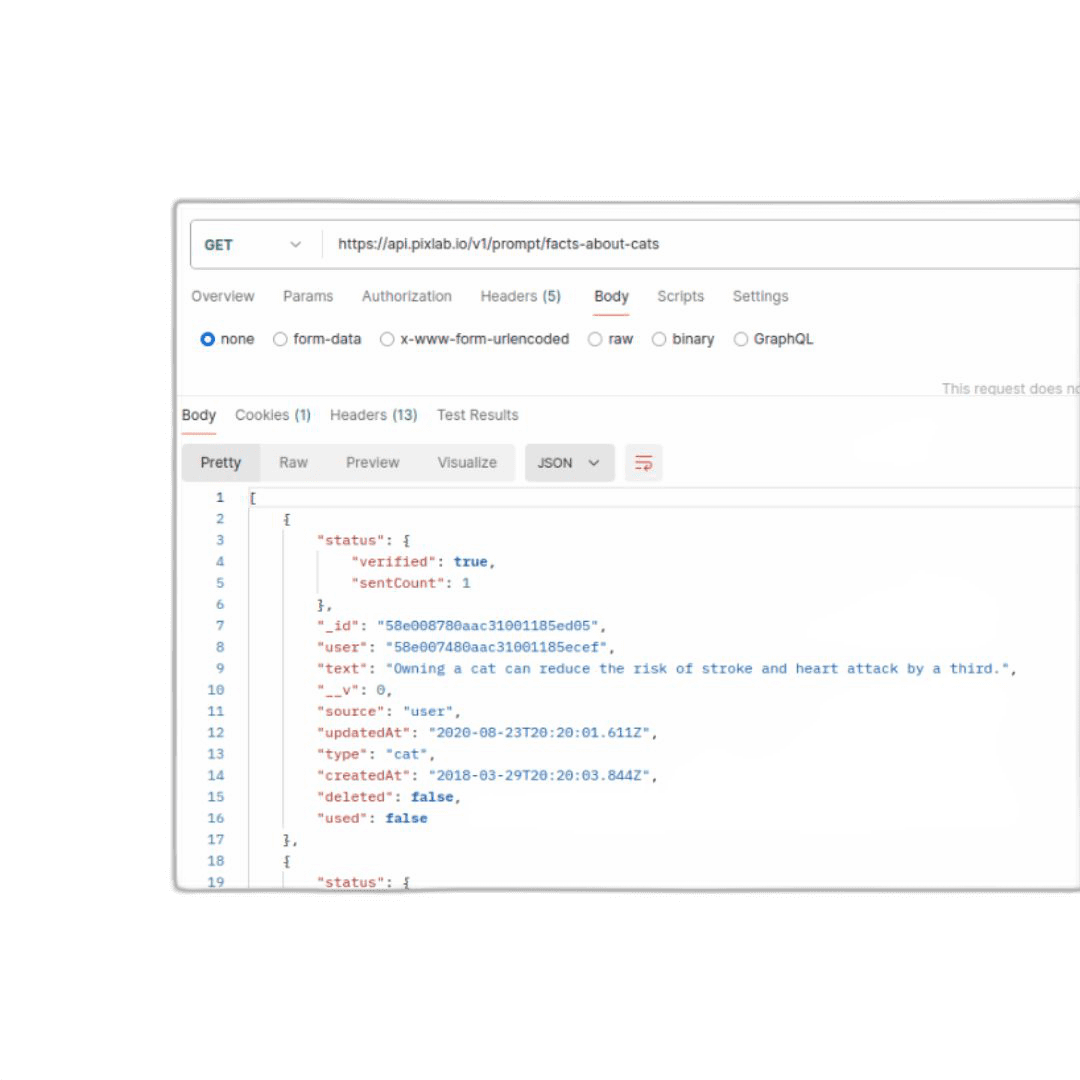 GET https://api.pixlab.io/v1/prompt/facts-about-cats
Overview Params Authorization Headers (5) Body Scripts Settings
none form-data x-www-form-urlencoded raw binary GraphQL
This request does
Body Cookies (1) Headers (13) Test Results
Pretty Raw Preview Visualize JSON
1 [
2 {
3 "status": {
4 "verified": true,
5 "sentCount": 1
6 },
7 "_id": "58e008780aac31001185ed05",
8 "user": "58e007480aac31001185ecef",
9 "text": "Owning a cat can reduce the risk of stroke and heart attack by a third.",
10 "__v": 0,
11 "source": "user",
12 "updatedAt": "2020-08-23T20:20:01.611Z",
13 "type": "cat",
14 "createdAt": "2018-03-29T20:20:03.844Z",
15 "deleted": false,
16 "used": false
17 },
18 {
19 "status": {